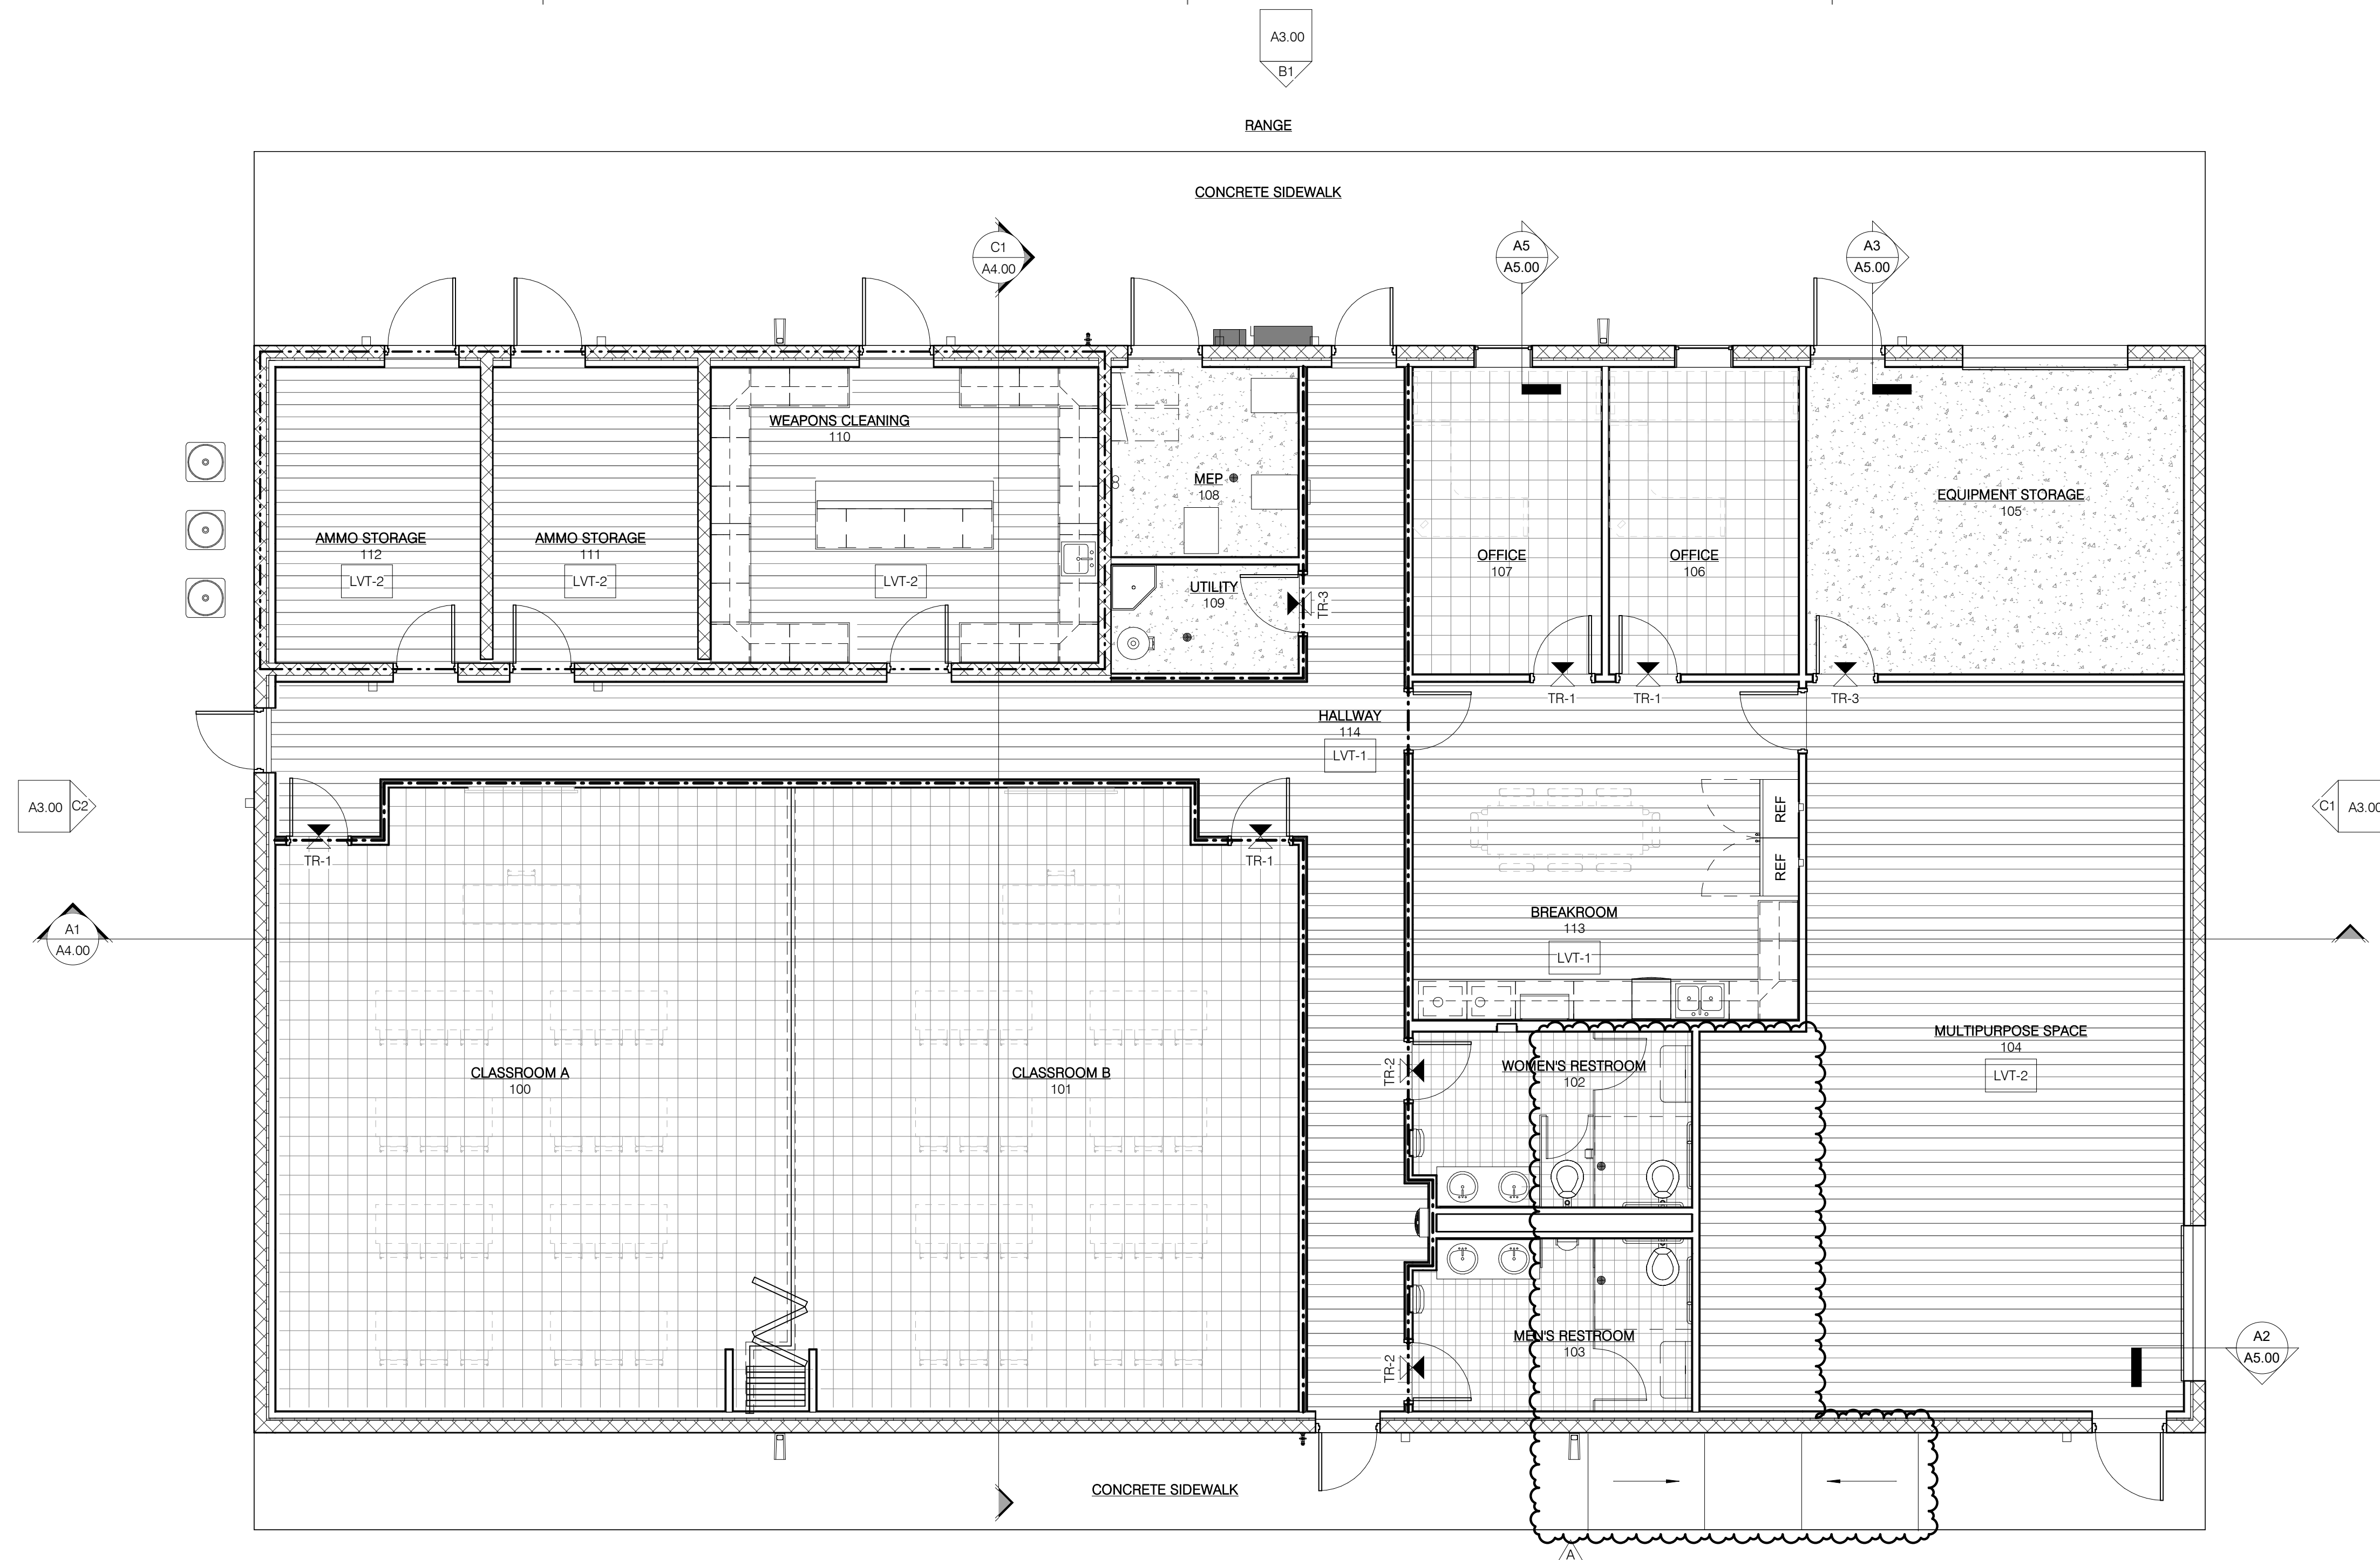 A3.00
B1
RANGE
CONCRETE SIDEWALK
C1
A4.00
A5
A5.00
A3
A5.00
WEAPONS CLEANING
110
LVT-2
AMMO STORAGE
112
LVT-2
AMMO STORAGE
111
LVT-2
MEP
108
UTILITY
109
TR-3
OFFICE
107
OFFICE
106
EQUIPMENT STORAGE
105
TR-1
TR-1
TR-3
HALLWAY
114
LVT-1
A3.00
C2
C1
A3.00
TR-1
TR-1
REF
REF
BREAKROOM
113
LVT-1
A1
A4.00
CLASSROOM A
100
CLASSROOM B
101
TR-2
WOMEN'S RESTROOM
102
MULTIPURPOSE SPACE
104
LVT-2
MEN'S RESTROOM
103
TR-2
A2
A5.00
CONCRETE SIDEWALK
A